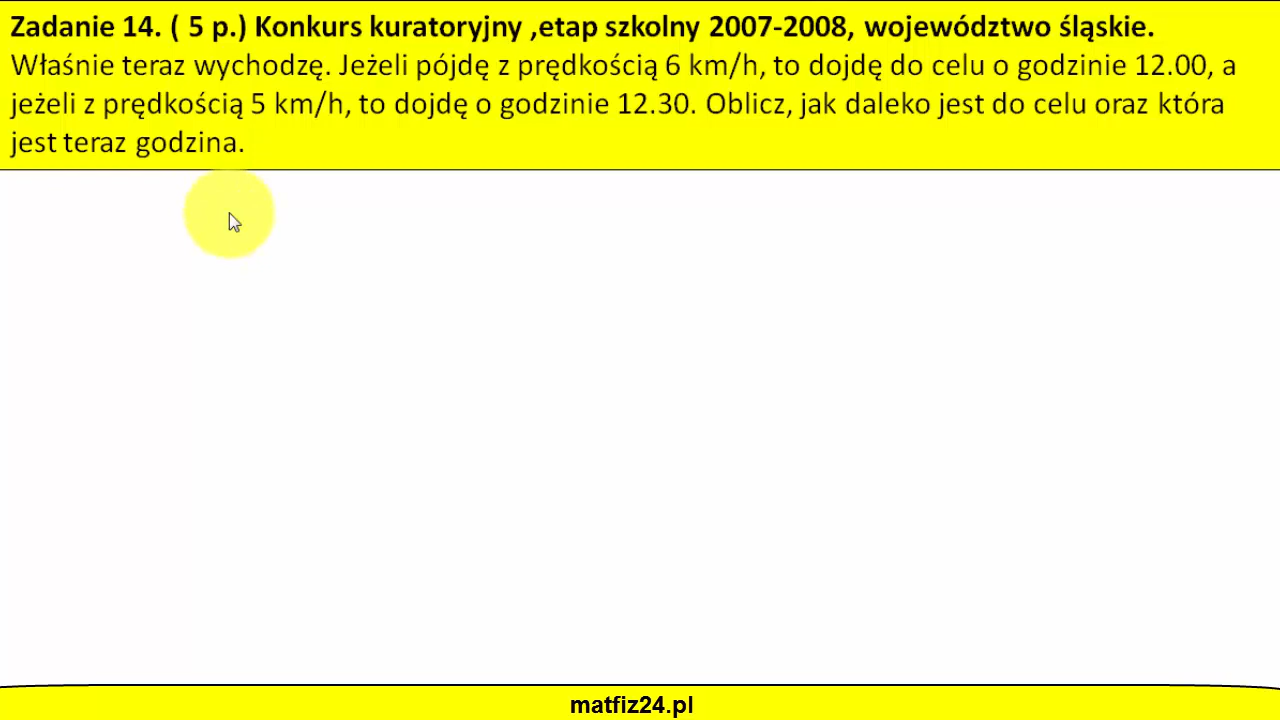 Zadanie 14. ( 5 p.) Konkurs kuratoryjny ,etap szkolny 2007-2008, województwo śląskie.
Właśnie teraz wychodzę. Jeżeli pójdę z prędkością 6 km/h, to dojdę do celu o godzinie 12.00, a
jeżeli z prędkością 5 km/h, to dojdę o godzinie 12.30. Oblicz, jak daleko jest do celu oraz która
jest teraz godzina.
matfiz24.pl